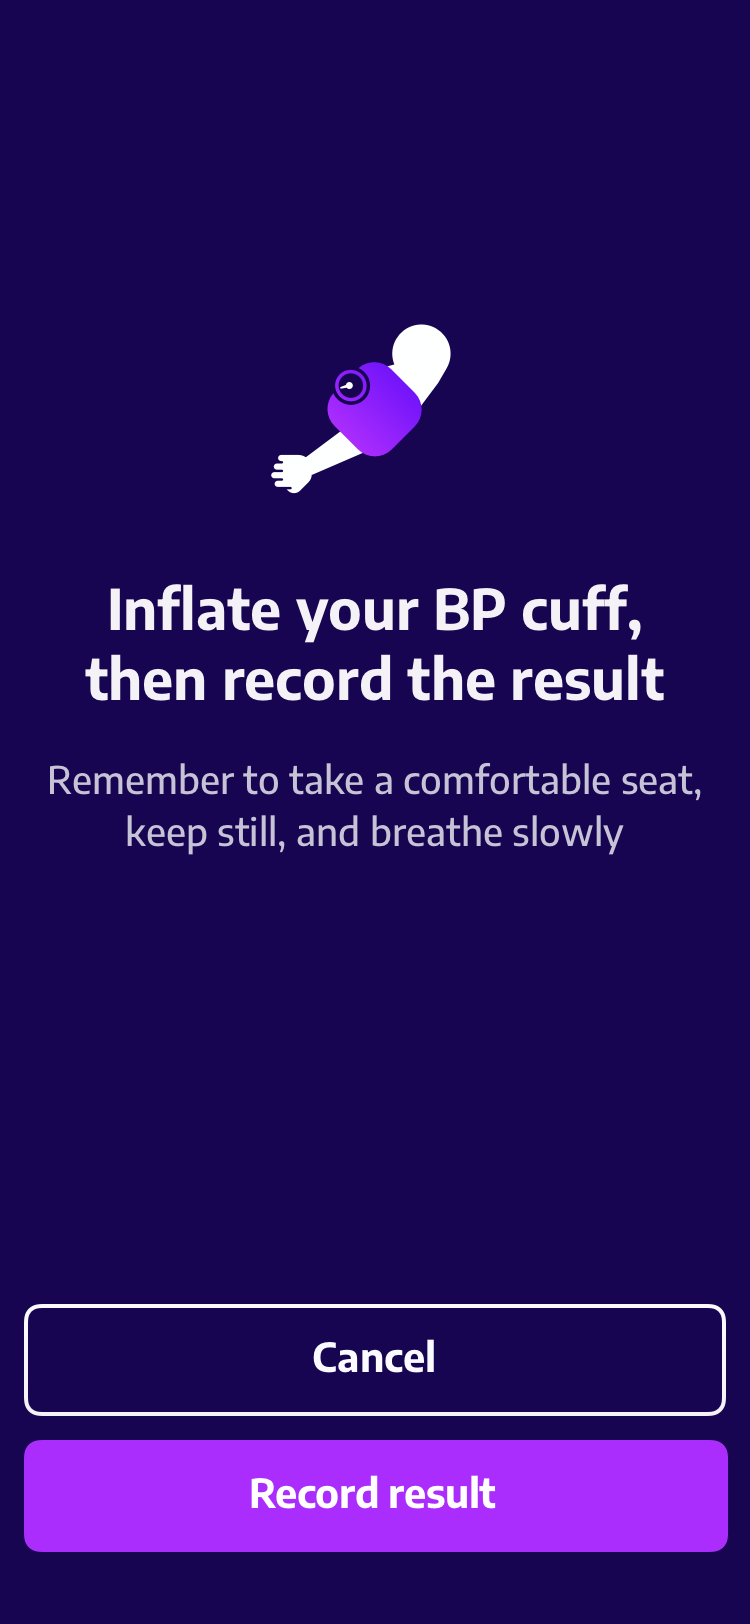 Inflate your BP cuff,
then record the result
Remember to take a comfortable seat,
keep still, and breathe slowly
Cancel
Record result